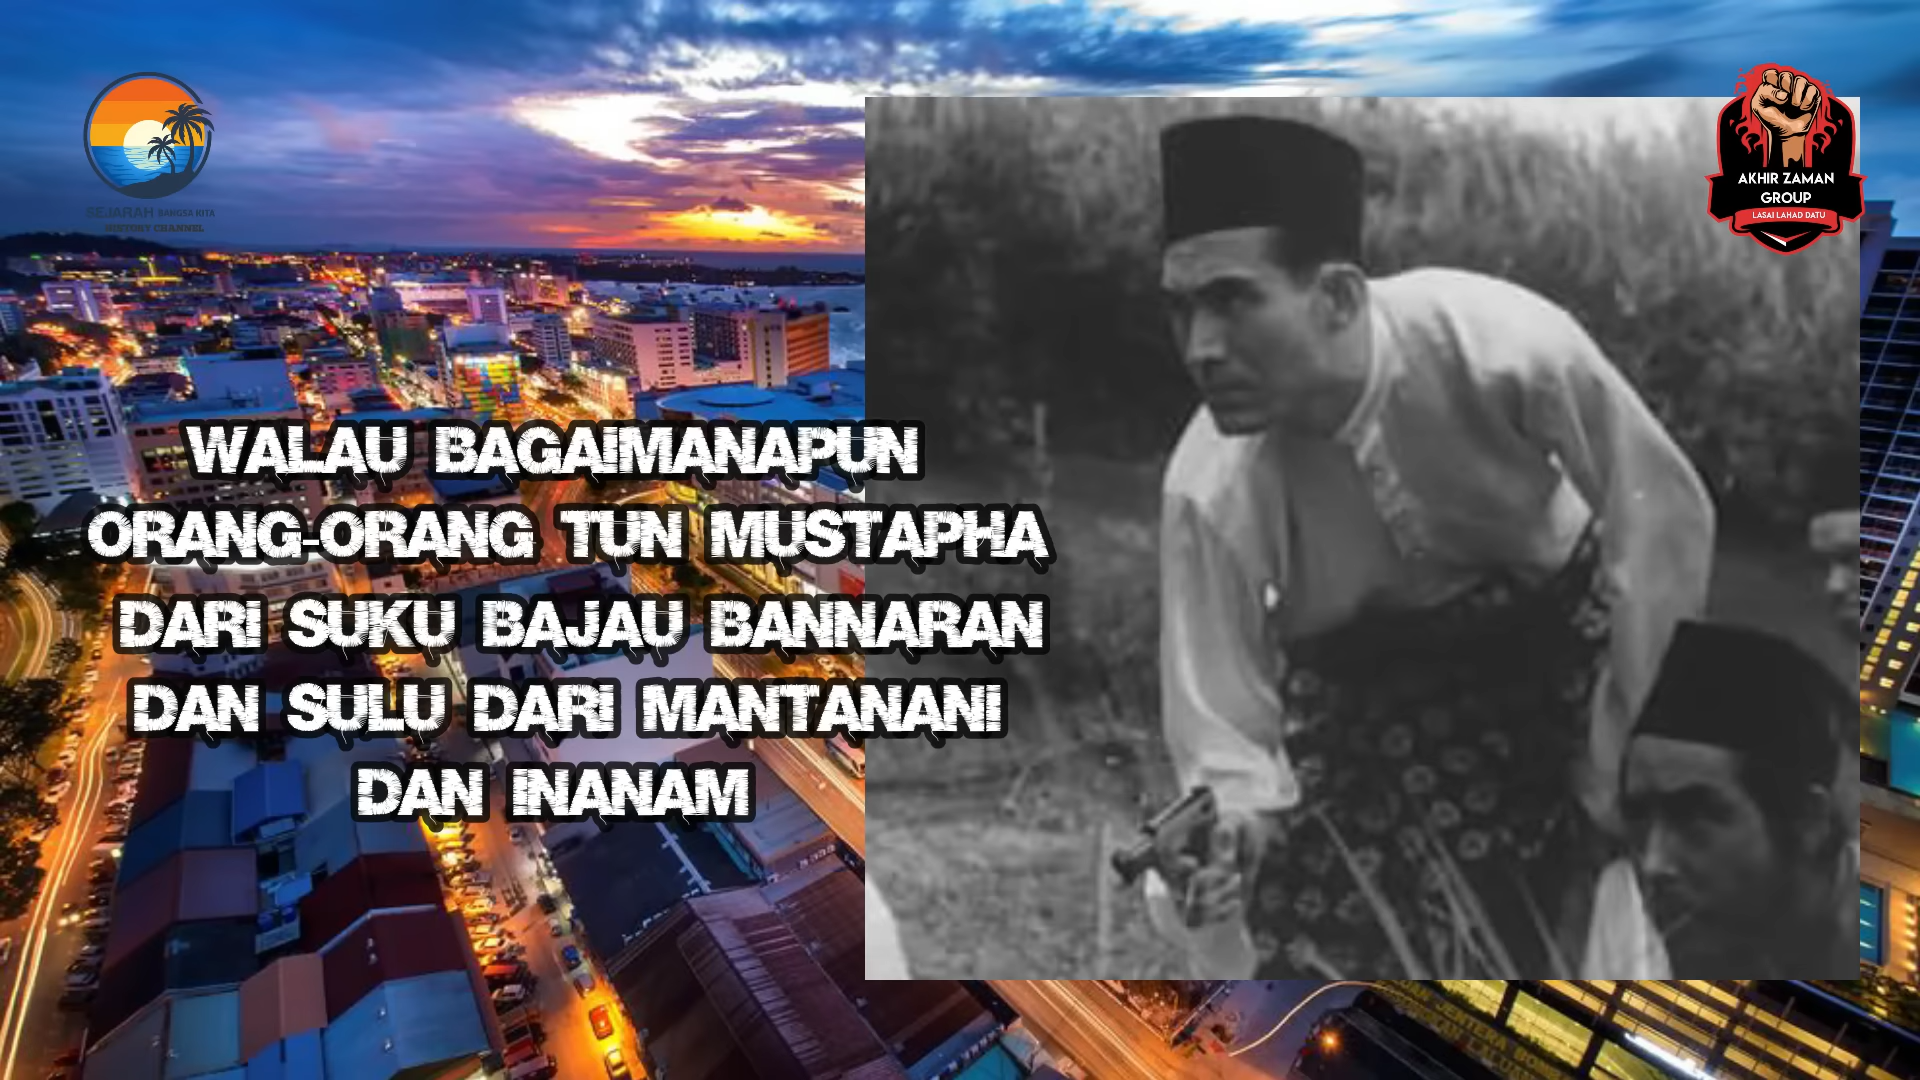 SEJARAH BANGSA KITA
HISTORY CHANNEL
AKHIR ZAMAN
GROUP
LASAI LAHAD DATU
WALAU BAGAIMANAPUN
ORANG-ORANG TUN MUSTAPHA
DARI SUKU BAJAU BANNARAN
DAN SULU DARI MANTANANI
DAN INANAM